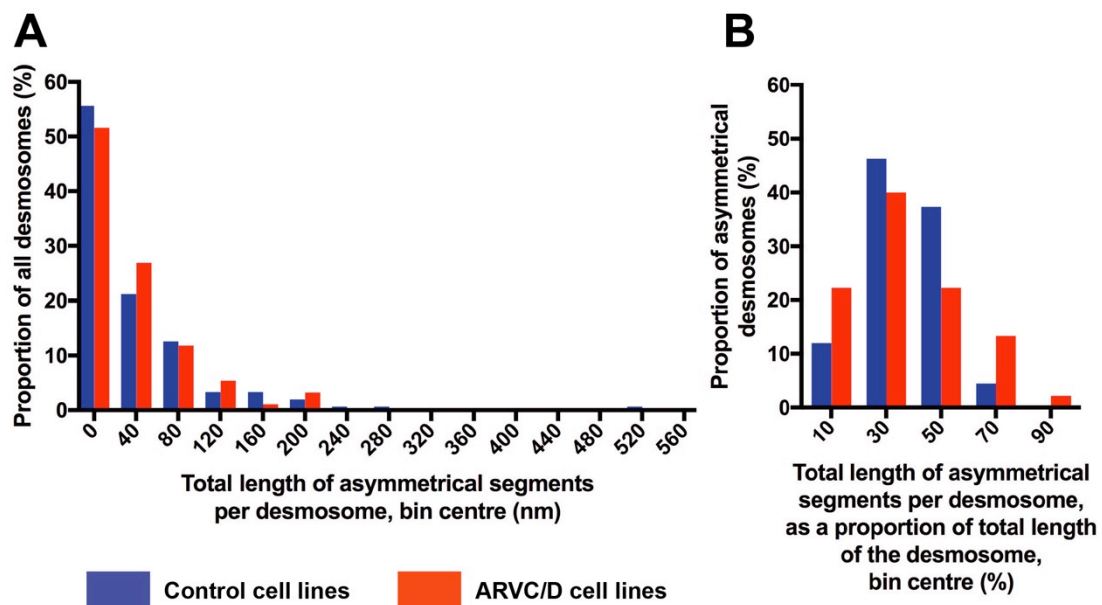 A
Proportion of all desmosomes (%)
60
50
40
30
20
10
0
0 40 80 120 160 200 240 280 320 360 400 440 480 520 560
Total length of asymmetrical segments
per desmosome, bin centre (nm)
B
Proportion of asymmetrical
desmosomes (%)
60
50
40
30
20
10
0
10 30 50 70 90
Total length of asymmetrical
segments per desmosome,
as a proportion of total length
of the desmosome,
bin centre (%)
Control cell lines
ARVC/D cell lines